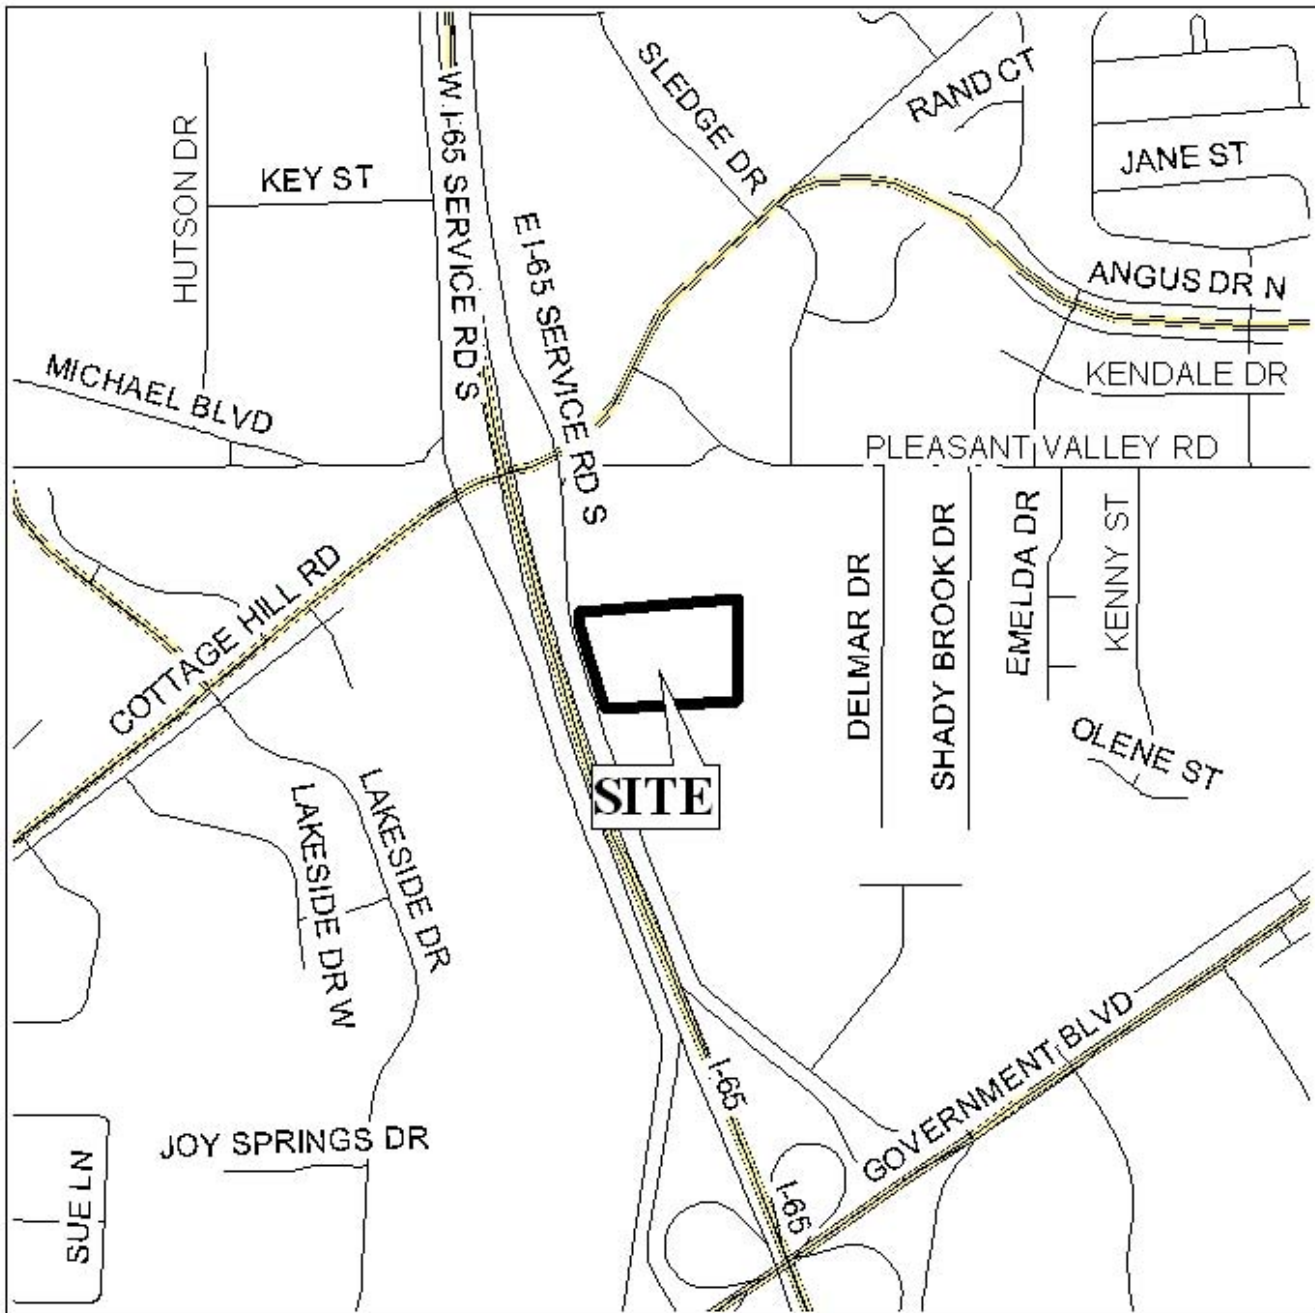 SLEDGE DR
RAND CT
W. I-65 SERVICE RD S
HUTSON DR
KEY ST
JANE ST
E I-65 SERVICE RD S
ANGUS DR N
MICHAEL BLVD
KENDALE DR
PLEASANT VALLEY RD
COTTAGE HILL RD
DELMAR DR
SHADY BROOK DR
EMELDA DR
KENNY ST
OLENE ST
SITE
LAKESIDE DR W
LAKESIDE DR
I-65
GOVERNMENT BLVD
JOY SPRINGS DR
SUE LN
I-65